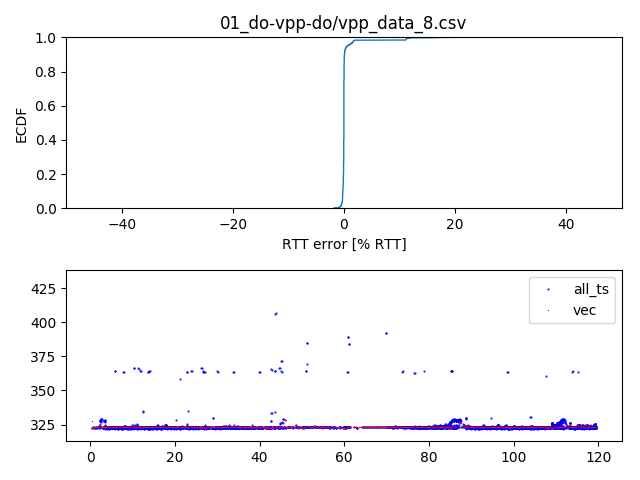 01_do-vpp-do/vpp_data_8.csv
1.0
0.8
0.6
0.4
0.2
0.0
ECDF
−40 −20 0 20 40
RTT error [% RTT]
425
400
375
350
325
all_ts
vec
0 20 40 60 80 100 120